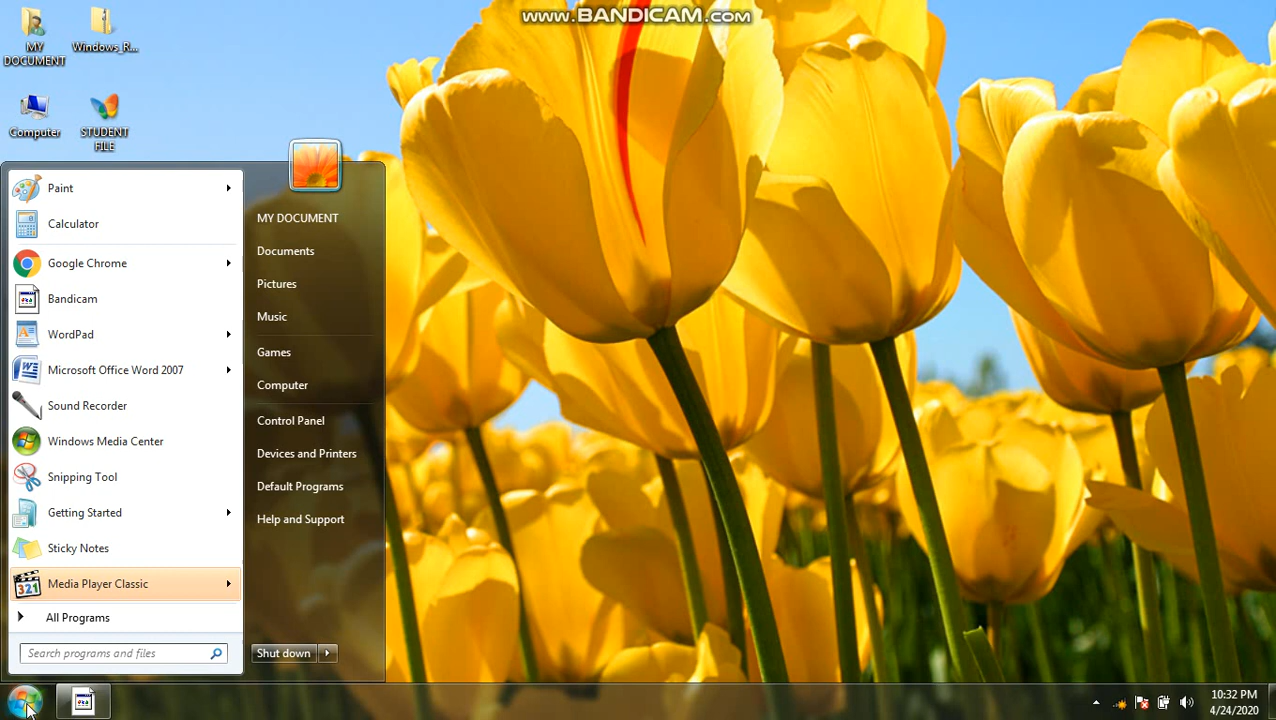 www.BANDICAM.com
MY
DOCUMENT
Windows_R...
Computer
STUDENT
FILE
Paint
Calculator
Google Chrome
Bandicam
WordPad
Microsoft Office Word 2007
Sound Recorder
Windows Media Center
Snipping Tool
Getting Started
Sticky Notes
321
Media Player Classic
All Programs
Search programs and files
MY DOCUMENT
Documents
Pictures
Music
Games
Computer
Control Panel
Devices and Printers
Default Programs
Help and Support
Shut down
10:32 PM
4/24/2020